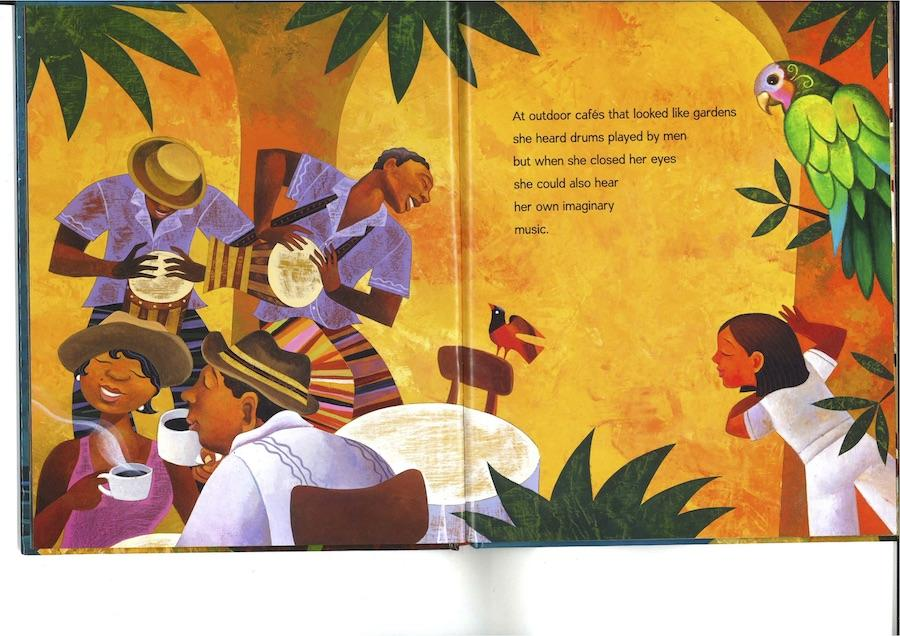 At outdoor cafés that looked like gardens
she heard drums played by men
but when she closed her eyes
she could also hear
her own imaginary
music.